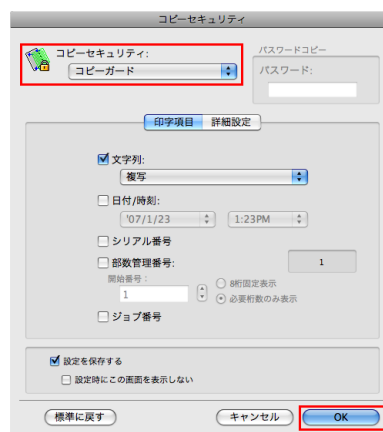 コピーセキュリティ
コピーセキュリティ:
コピーガード
パスワードコピー
パスワード:
印字項目 詳細設定
文字列:
複写
日付/時刻:
'07/1/23 1:23PM
シリアル番号
部数管理番号: 1
開始番号:
1
8桁固定表示
必要桁数のみ表示
ジョブ番号
設定を保存する
設定時にこの画面を表示しない
標準に戻す キャンセル OK